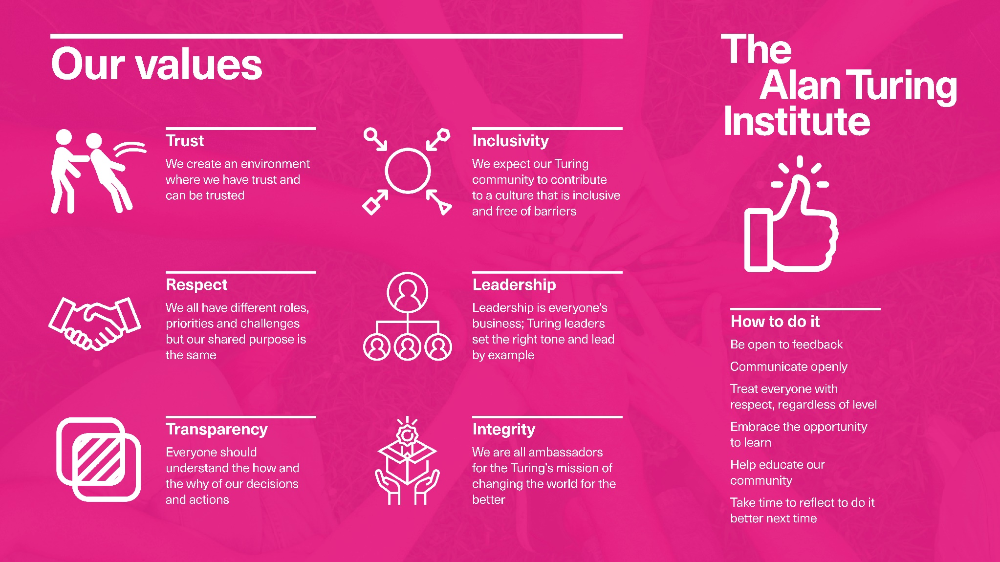 Our values
Trust
We create an environment
where we have trust and
can be trusted
Inclusivity
We expect our Turing
community to contribute
to a culture that is inclusive
and free of barriers
Respect
We all have different roles,
priorities and challenges
but our shared purpose is
the same
Leadership
Leadership is everyone’s
business; Turing leaders
set the right tone and lead
by example
Transparency
Everyone should
understand the how and
the why of our decisions
and actions
Integrity
We are all ambassadors
for the Turing’s mission of
changing the world for the
better
The
Alan Turing
Institute
How to do it
Be open to feedback
Communicate openly
Treat everyone with
respect, regardless of level
Embrace the opportunity
to learn
Help educate our
community
Take time to reflect to do it
better next time